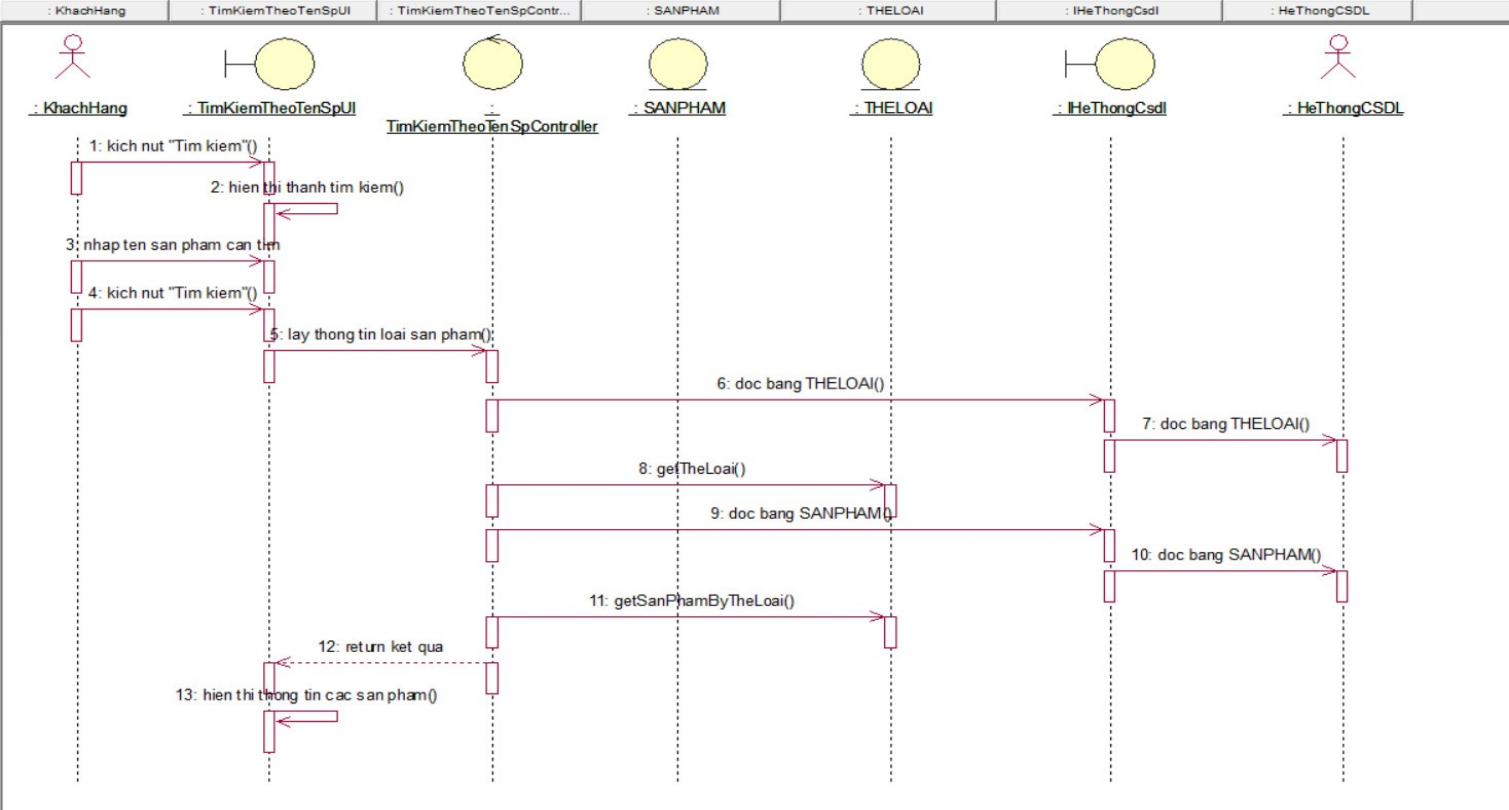 : KhachHang
: TimKiemTheoTenSpUI
: TimKiemTheoTenSpContr...
: SANPHAM
: THELOAI
: IHeThongCsdl
: HeThongCSDL
: KhachHang
: TimKiemTheoTenSpUI
:
TimKiemTheoTenSpController
: SANPHAM
: THELOAI
: IHeThongCsdl
: HeThongCSDL
1: kich nut "Tim kiem"()
2: hien thi thanh tim kiem()
3: nhap ten san pham can tim
4: kich nut "Tim kiem"()
5: lay thong tin loai san pham()
6: doc bang THELOAI()
7: doc bang THELOAI()
8: getTheLoai()
9: doc bang SANPHAM()
10: doc bang SANPHAM()
11: getSanPhamByTheLoai()
12: return ket qua
13: hien thi thong tin cac san pham()